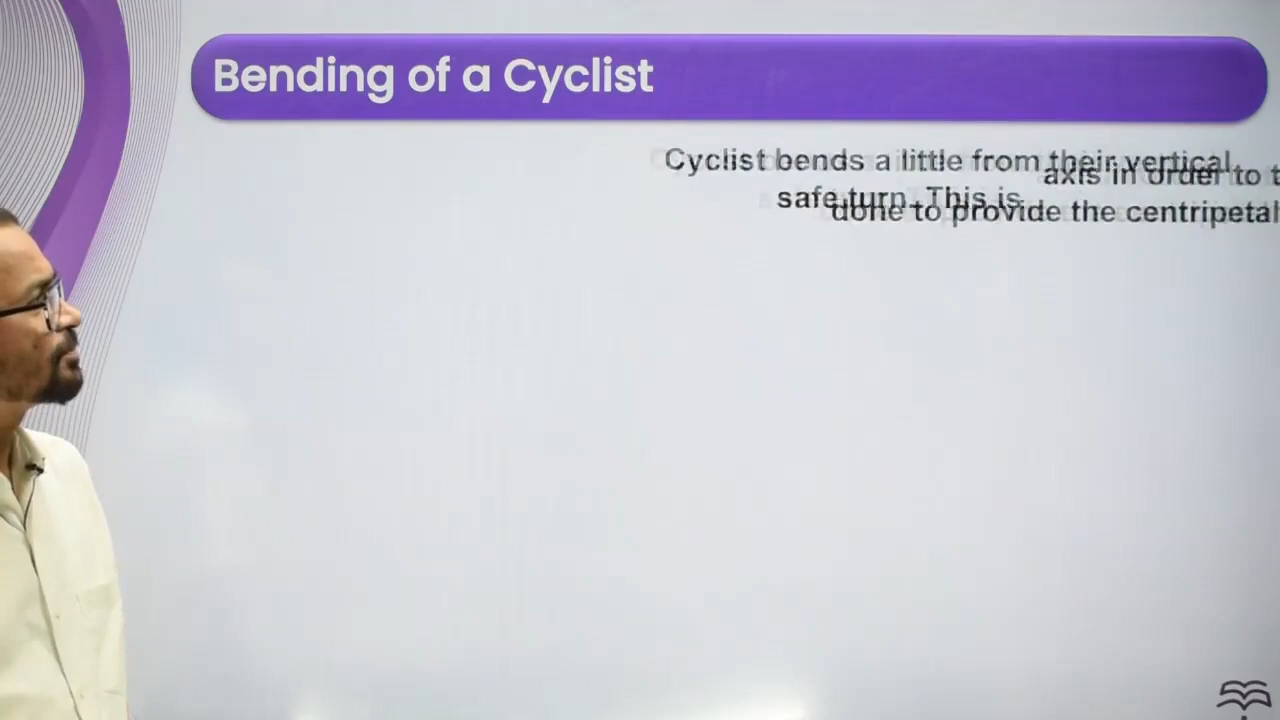 Bending of a Cyclist
Cyclist bends a little from their vertical
axis in order to t
safe turn. This is
done to provide the centripetal